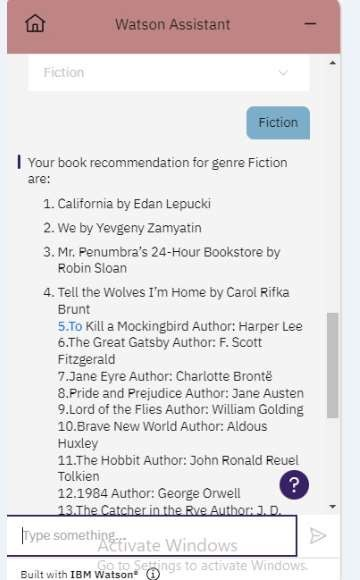 Watson Assistant
Fiction
Fiction
Your book recommendation for genre Fiction
are:
1. California by Edan Lepucki
2. We by Yevgeny Zamyatin
3. Mr. Penumbra's 24-Hour Bookstore by
Robin Sloan
4. Tell the Wolves I'm Home by Carol Rifka
Brunt
5.To Kill a Mockingbird Author: Harper Lee
6.The Great Gatsby Author: F. Scott
Fitzgerald
7.Jane Eyre Author: Charlotte Brontë
8.Pride and Prejudice Author: Jane Austen
9.Lord of the Flies Author: William Golding
10.Brave New World Author: Aldous
Huxley
11.The Hobbit Author: John Ronald Reuel
Tolkien
12.1984 Author: George Orwell
13.The Catcher in the Rye Author: J. D.
?
Type something...
Activate Windows
Go to Settings to activate Windows.
Built with IBM Watson®